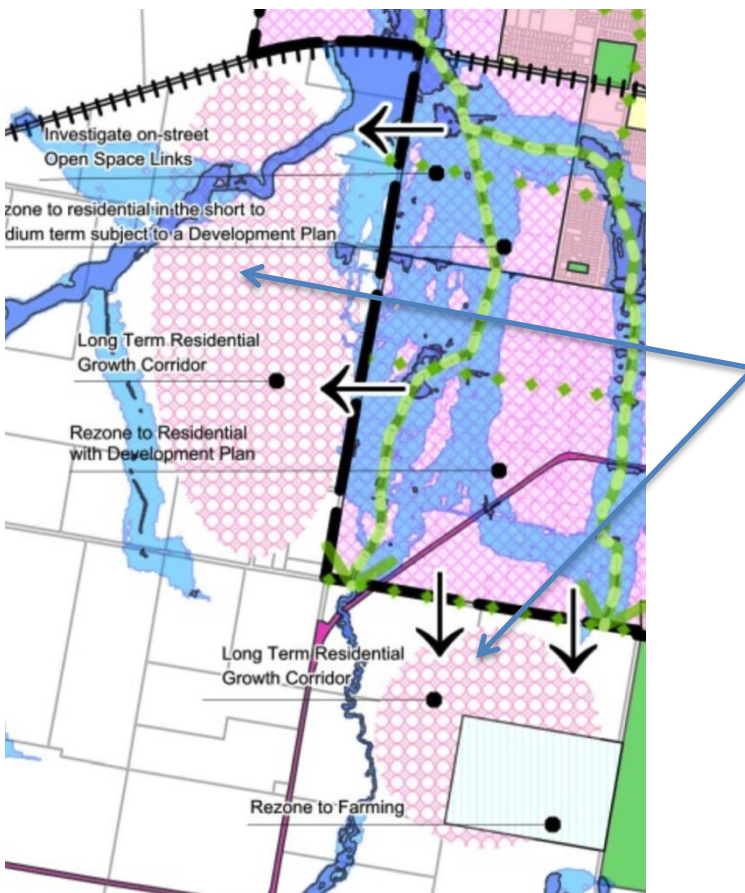 Investigate on-street
Open Space Links
zone to residential in the short to
dium term subject to a Development Plan
Long Term Residential
Growth Corridor
Rezone to Residential
with Development Plan
Long Term Residential
Growth Corridor
Rezone to Farming